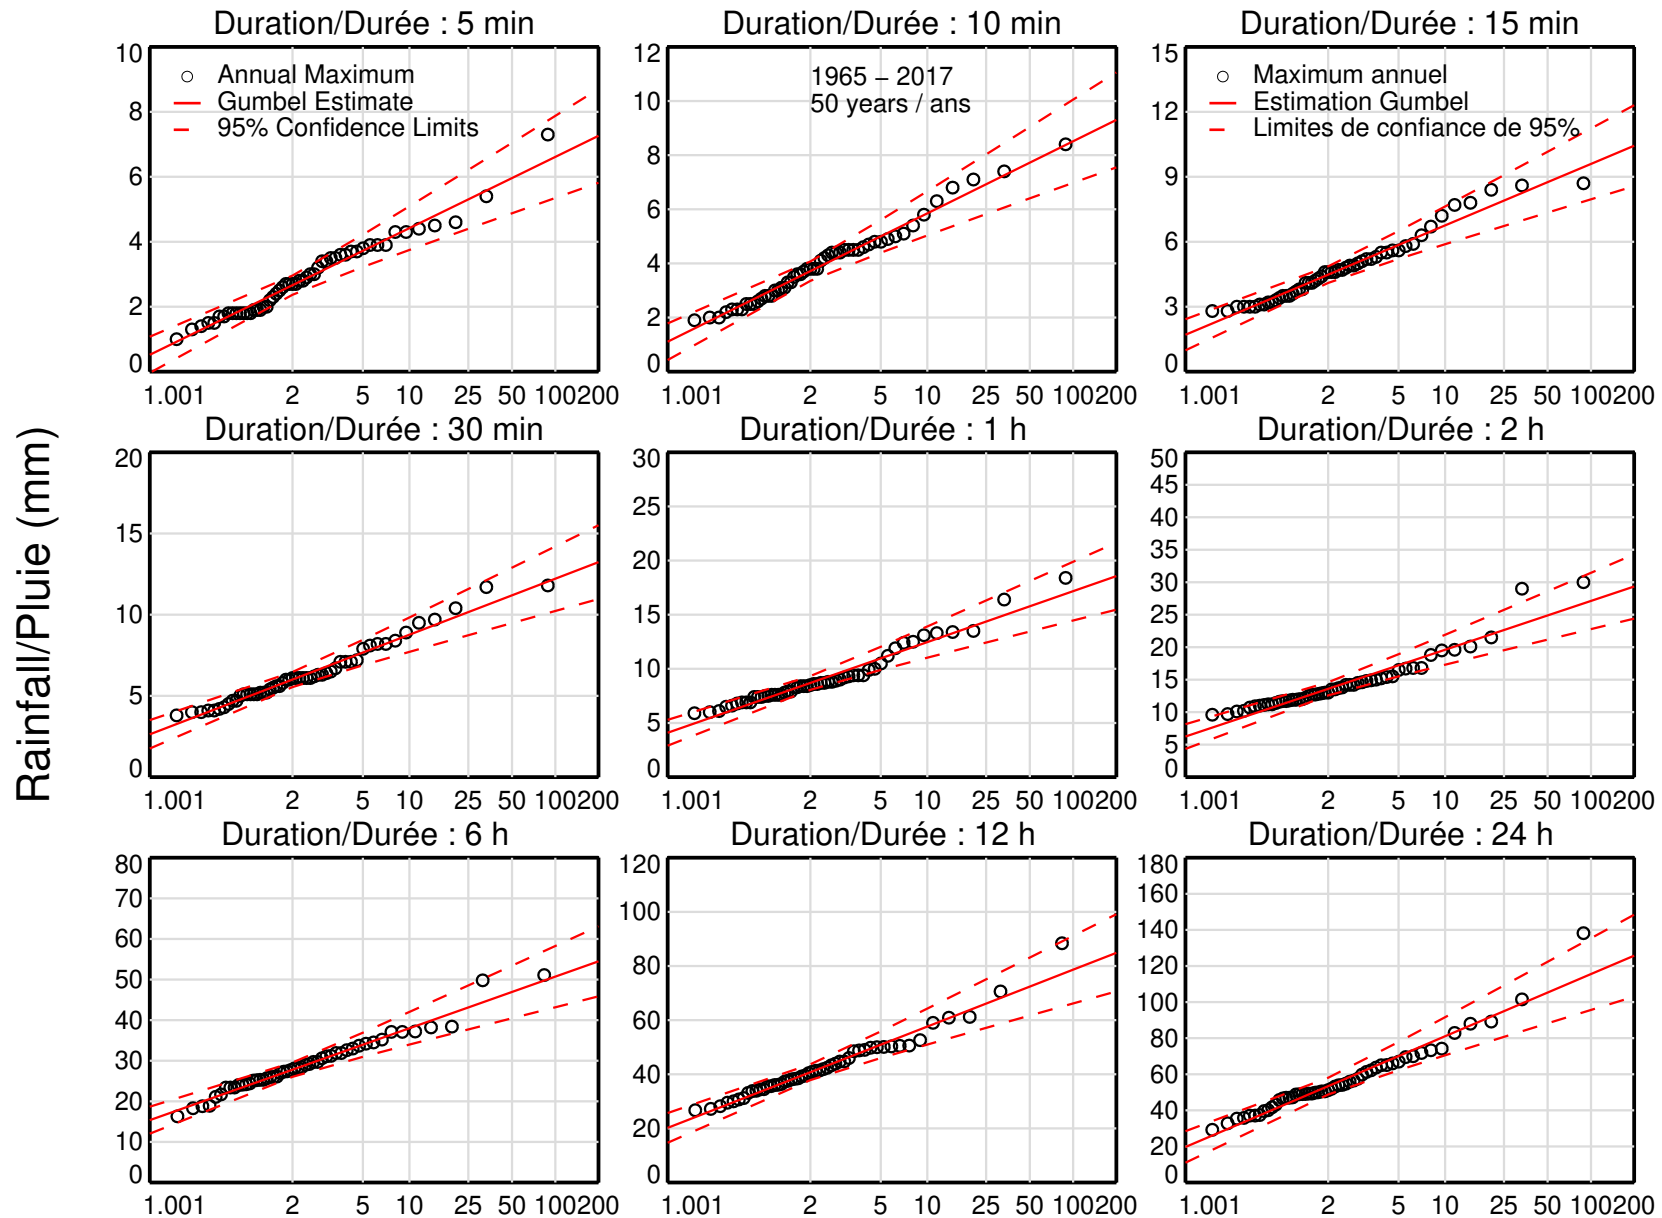 Rainfall/Pluie (mm)
Duration/Durée : 5 min
10
8
6
4
2
0
Annual Maximum
Gumbel Estimate
95% Confidence Limits
1.001 2 5 10 25 50 100200
Duration/Durée : 10 min
12
10
8
6
4
2
0
1965 – 2017
50 years / ans
1.001 2 5 10 25 50 100200
Duration/Durée : 15 min
15
12
9
6
3
0
Maximum annuel
Estimation Gumbel
Limites de confiance de 95%
1.001 2 5 10 25 50 100200
Duration/Durée : 30 min
20
15
10
5
0
1.001 2 5 10 25 50 100200
Duration/Durée : 1 h
30
25
20
15
10
5
0
1.001 2 5 10 25 50 100200
Duration/Durée : 2 h
50
45
40
35
30
25
20
15
10
5
0
1.001 2 5 10 25 50 100200
Duration/Durée : 6 h
80
70
60
50
40
30
20
10
0
1.001 2 5 10 25 50 100200
Duration/Durée : 12 h
120
100
80
60
40
20
0
1.001 2 5 10 25 50 100200
Duration/Durée : 24 h
180
160
140
120
100
80
60
40
20
0
1.001 2 5 10 25 50 100200